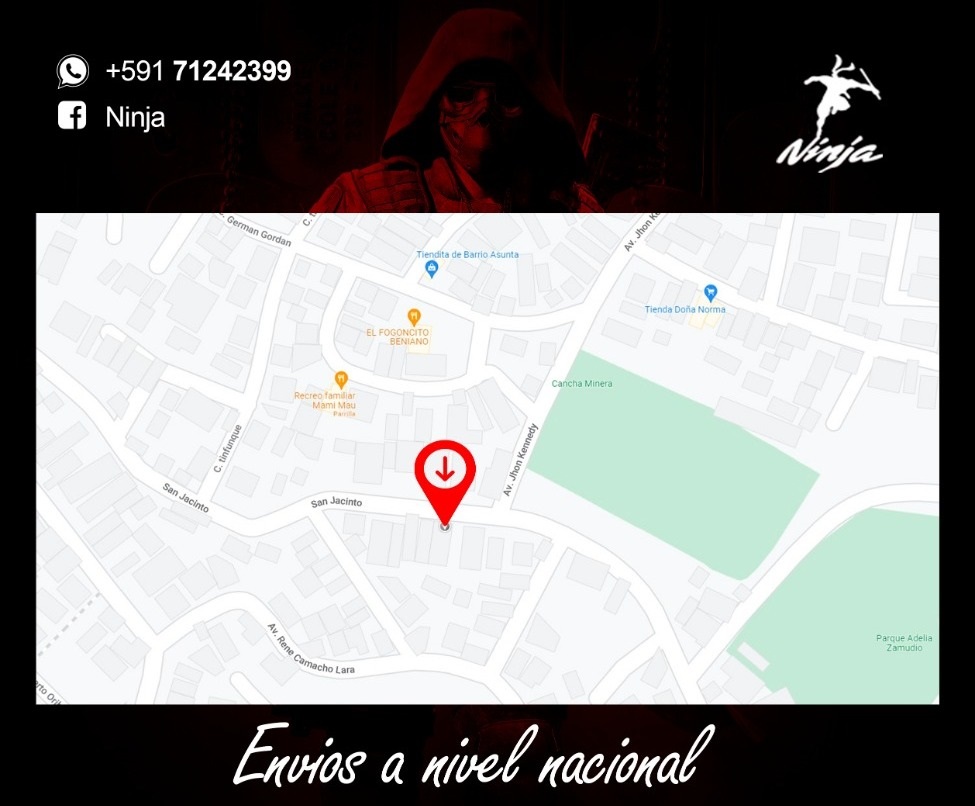 +591 71242399
Ninja
Ninja
C. German Gordan
Av. Jhon Ke
Tiendita de Barrio Asunta
Tienda Doña Norma
EL FOGONCITO
BENIANO
Cancha Minera
Recreo familiar
Mami Mau
Parrilla
C. tinfunque
Av. Jhon Kennedy
San Jacinto
San Jacinto
Av. Rene Camacho Lara
Parque Adelia
Zamudio
Envios a nivel nacional